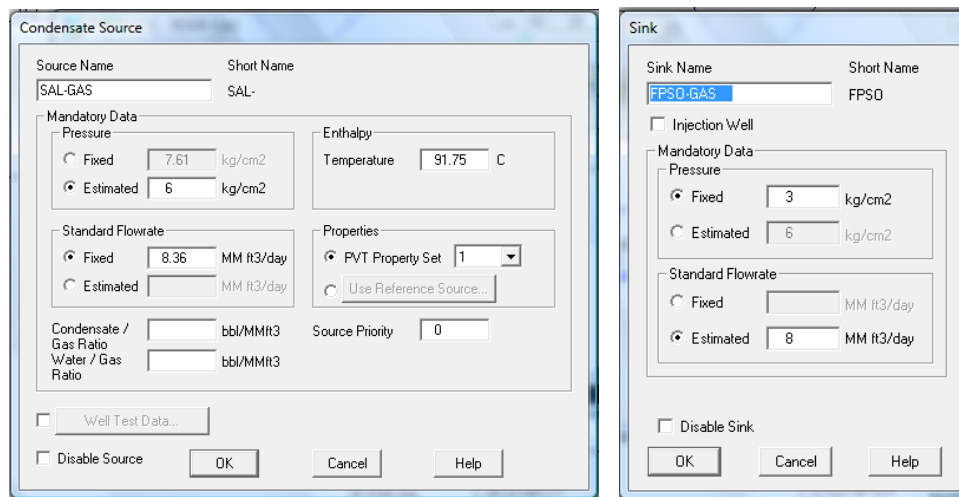 Condensate Source
Source Name Short Name
SAL-GAS SAL-
Mandatory Data
Pressure
Fixed 7.61 kg/cm2
Estimated 6 kg/cm2
Enthalpy
Temperature 91.75 C
Standard Flowrate
Fixed 8.36 MM ft3/day
Estimated MM ft3/day
Properties
PVT Property Set 1
Use Reference Source...
Condensate /
Gas Ratio bbl/MMft3
Water / Gas
Ratio bbl/MMft3
Source Priority 0
Well Test Data...
Disable Source OK Cancel Help
Sink
Sink Name Short Name
FPSO-GAS FPSO
Injection Well
Mandatory Data
Pressure
Fixed 3 kg/cm2
Estimated 6 kg/cm2
Standard Flowrate
Fixed MM ft3/day
Estimated 8 MM ft3/day
Disable Sink
OK Cancel Help